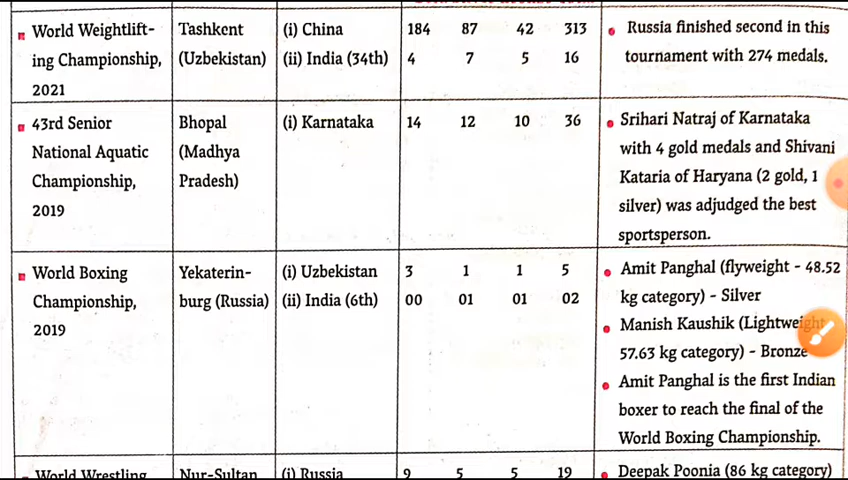 World Weightlift-
ing Championship,
2021
Tashkent
(Uzbekistan)
(i) China 184 87 42 313
(ii) India (34th) 4 7 5 16
Russia finished second in this
tournament with 274 medals.
43rd Senior
National Aquatic
Championship,
2019
Bhopal
(Madhya
Pradesh)
(i) Karnataka 14 12 10 36
Srihari Natraj of Karnataka
with 4 gold medals and Shivani
Kataria of Haryana (2 gold, 1
silver) was adjudged the best
sportsperson.
World Boxing
Championship,
2019
Yekaterin-
burg (Russia)
(i) Uzbekistan 3 1 1 5
(ii) India (6th) 00 01 01 02
Amit Panghal (flyweight - 48.52
kg category) - Silver
Manish Kaushik (Lightweight
57.63 kg category) - Bronze
Amit Panghal is the first Indian
boxer to reach the final of the
World Boxing Championship.
World Wrestling
Nur-Sultan
(i) Russia 9 5 5 19
Deepak Poonia (86 kg category)